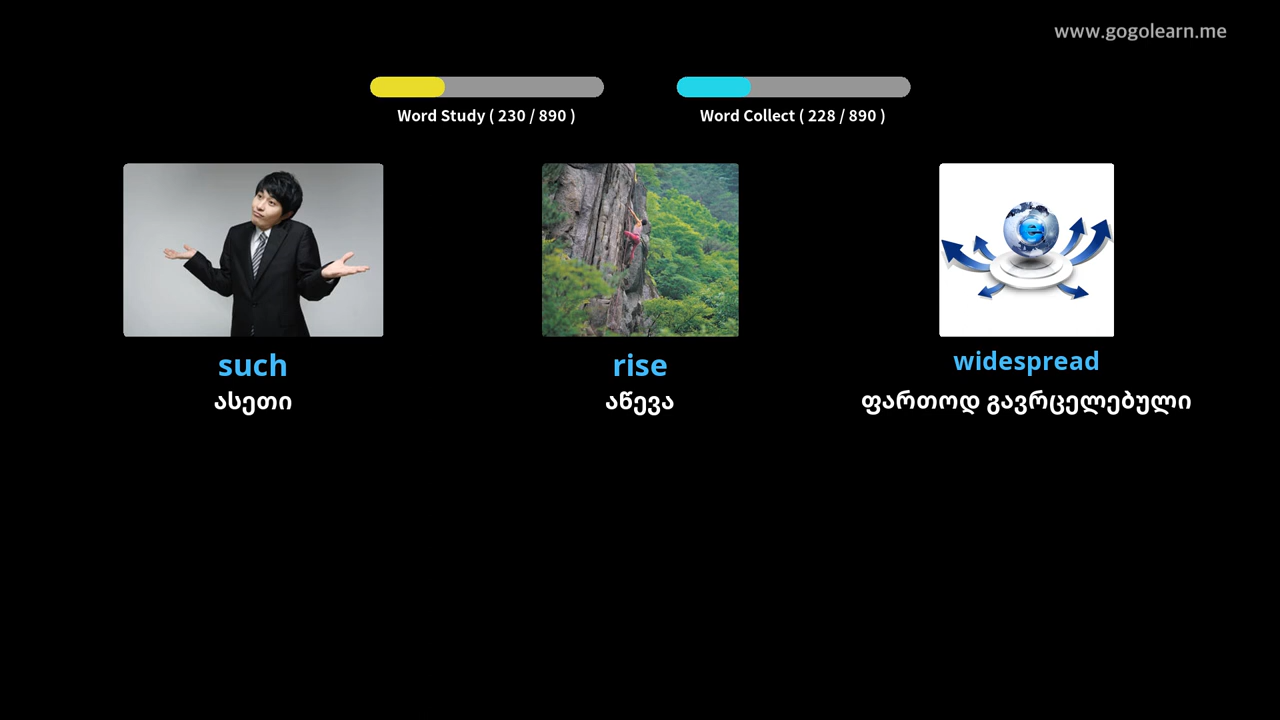 www.gogolearn.me
Word Study ( 230 / 890 )
Word Collect ( 228 / 890 )
such
ასეთი
rise
აწევა
widespread
ფართოდ გავრცელებული